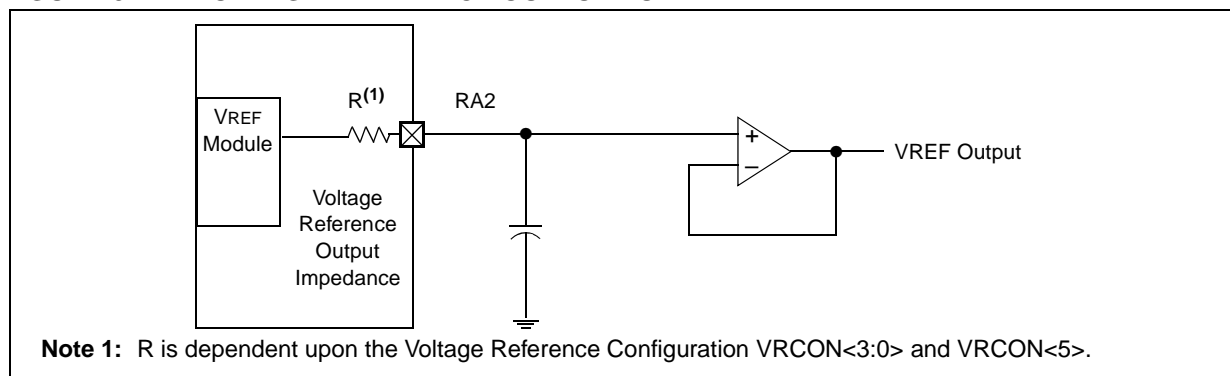 R(1)
RA2
VREF
Module
+
−
VREF Output
Voltage
Reference
Output
Impedance
Note 1: R is dependent upon the Voltage Reference Configuration VRCON<3:0> and VRCON<5>.